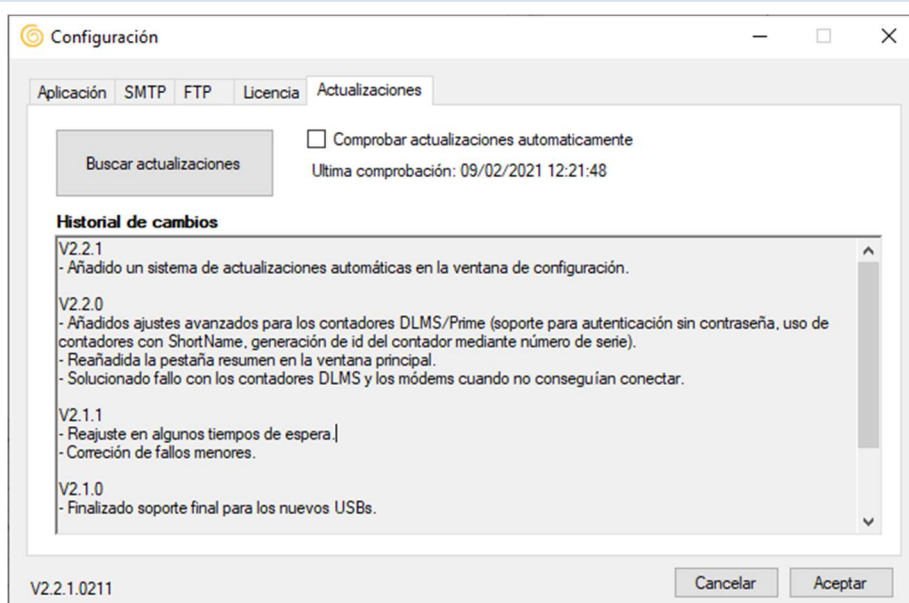 Configuración
Aplicación SMTP FTP Licencia Actualizaciones
Buscar actualizaciones
Comprobar actualizaciones automaticamente
Ultima comprobación: 09/02/2021 12:21:48
Historial de cambios
V2.2.1
- Añadido un sistema de actualizaciones automáticas en la ventana de configuración.
V2.2.0
- Añadidos ajustes avanzados para los contadores DLMS/Prime (soporte para autenticación sin contraseña, uso de
contadores con ShortName, generación de id del contador mediante número de serie).
- Reañadida la pestaña resumen en la ventana principal.
- Solucionado fallo con los contadores DLMS y los módems cuando no conseguían conectar.
V2.1.1
- Reajuste en algunos tiempos de espera.
- Correción de fallos menores.
V2.1.0
- Finalizado soporte final para los nuevos USBs.
V2.2.1.0211
Cancelar Aceptar